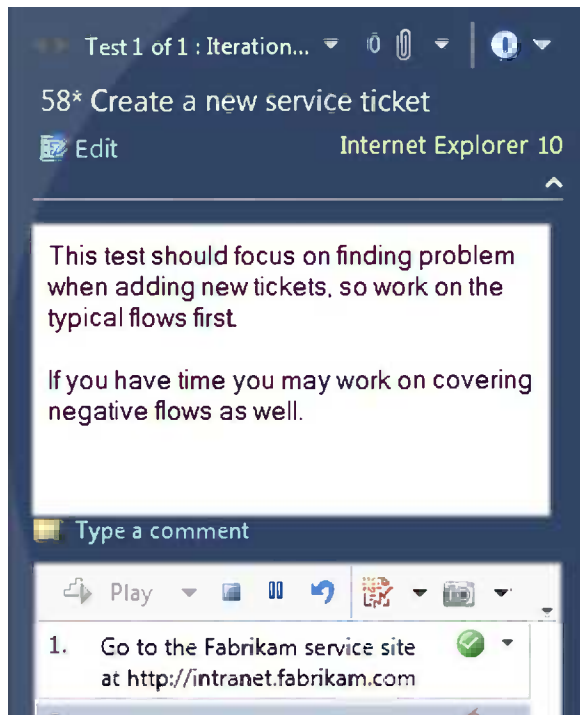 Test 1 of 1 : Iteration...
58* Create a new service ticket
Edit
Internet Explorer 10
This test should focus on finding problem
when adding new tickets, so work on the
typical flows first.
If you have time you may work on covering
negative flows as well.
Type a comment
Play
1. Go to the Fabrikam service site
at http://intranet.fabrikam.com